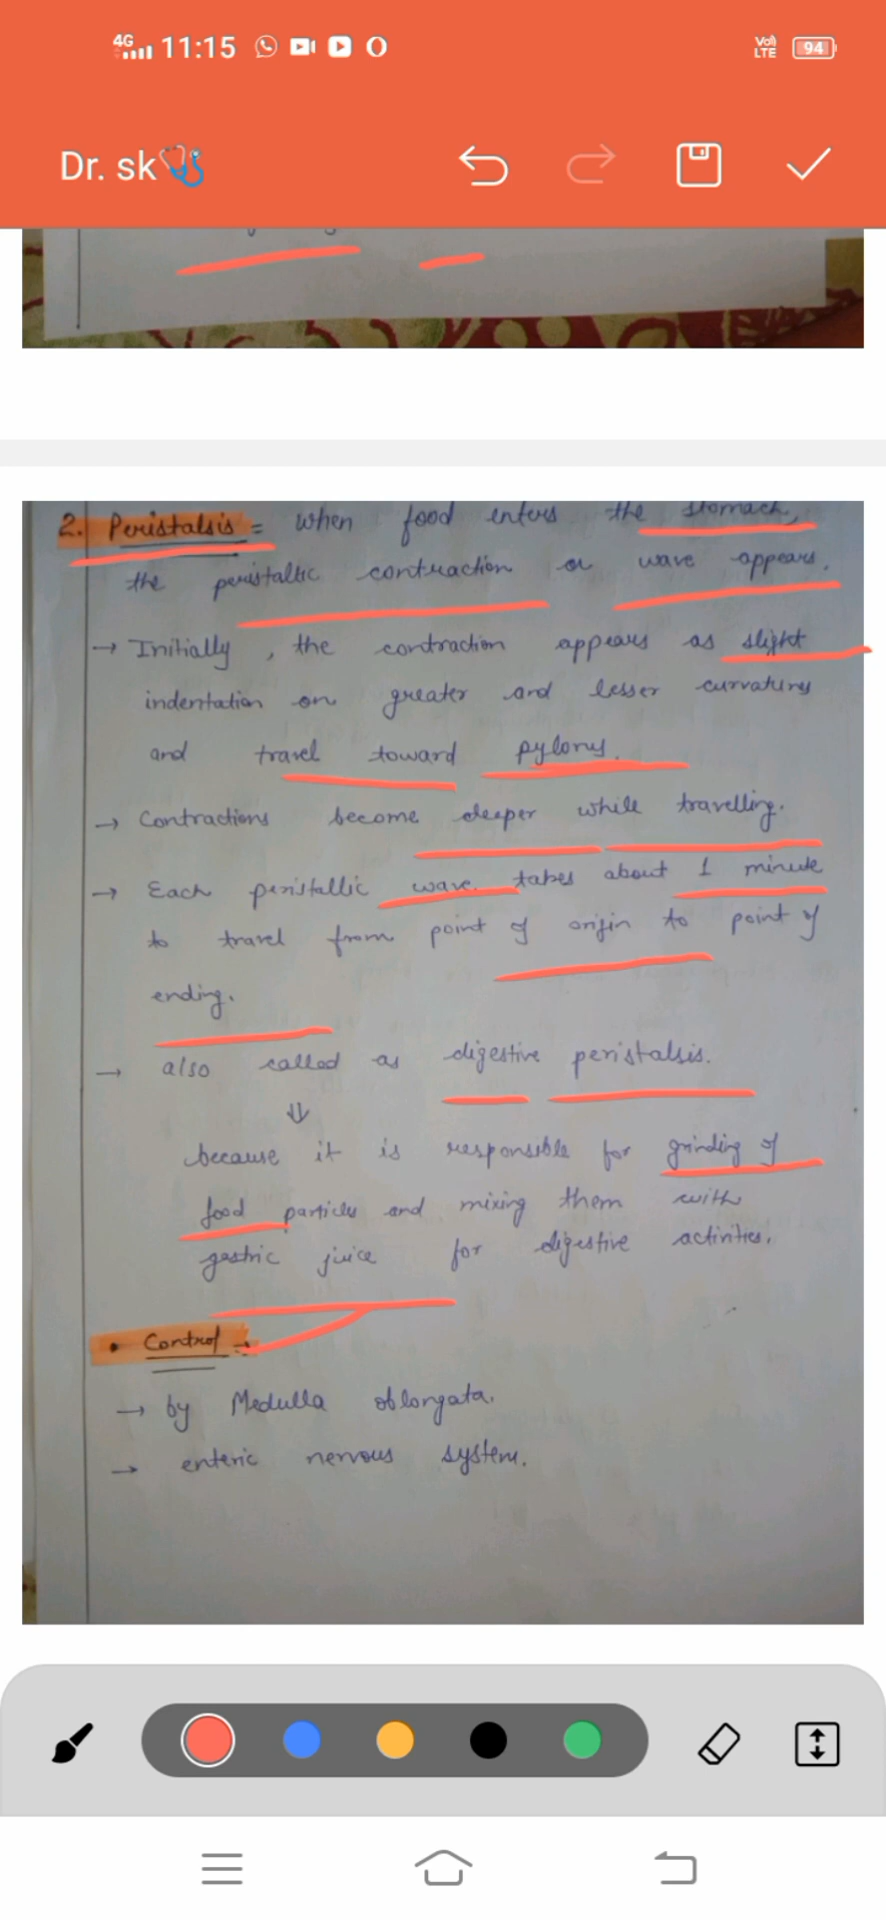 4G 11:15 Vo) LTE 94
Dr. sk🩺
2. Peristalsis = when food enters the stomach,
the peristaltic contraction or wave appears.
→ Initially, the contraction appears as slight
indentation on greater and lesser curvatures
and travel toward pylorus.
→ Contractions become deeper while travelling.
→ Each peristaltic wave takes about 1 minute
to travel from point of origin to point of
ending.
→ also called as digestive peristalsis.
⇓
because it is responsible for grinding of
food particles and mixing them with
gastric juice for digestive activities.
• Control →
→ by Medulla oblongata.
→ enteric nervous system.